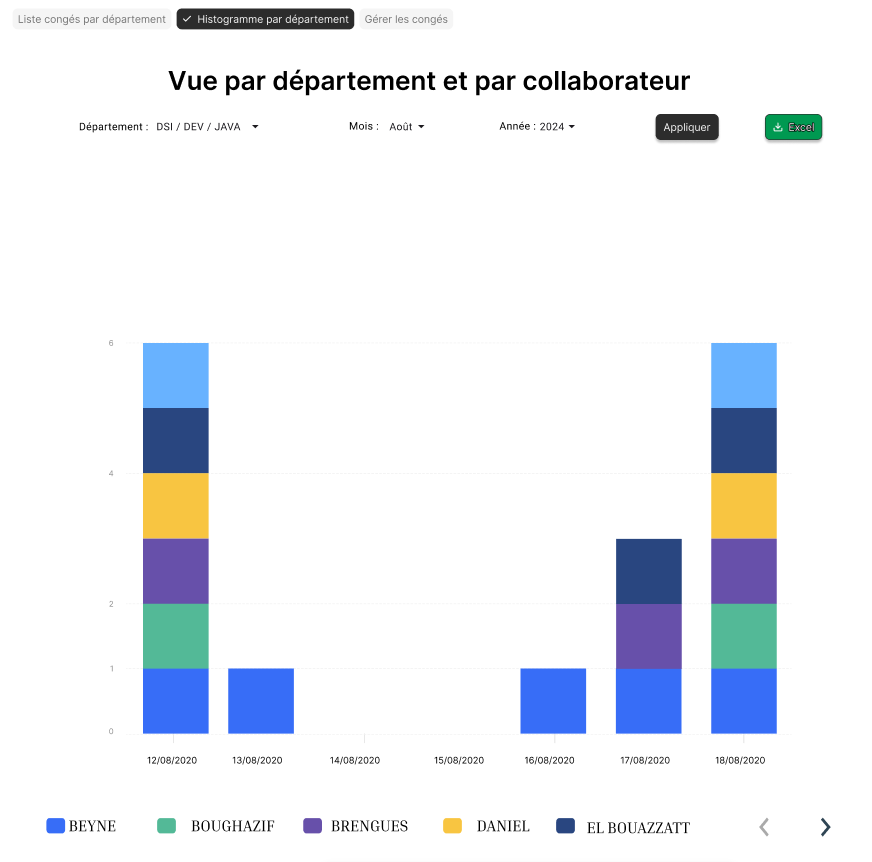 Liste congés par département Histogramme par département Gérer les congés
Vue par département et par collaborateur
Département : DSI / DEV / JAVA Mois : Août Année : 2024 Appliquer Excel
6
4
2
1
0
12/08/2020 13/08/2020 14/08/2020 15/08/2020 16/08/2020 17/08/2020 18/08/2020
BEYNE BOUGHAZIF BRENGUES DANIEL EL BOUAZZATT